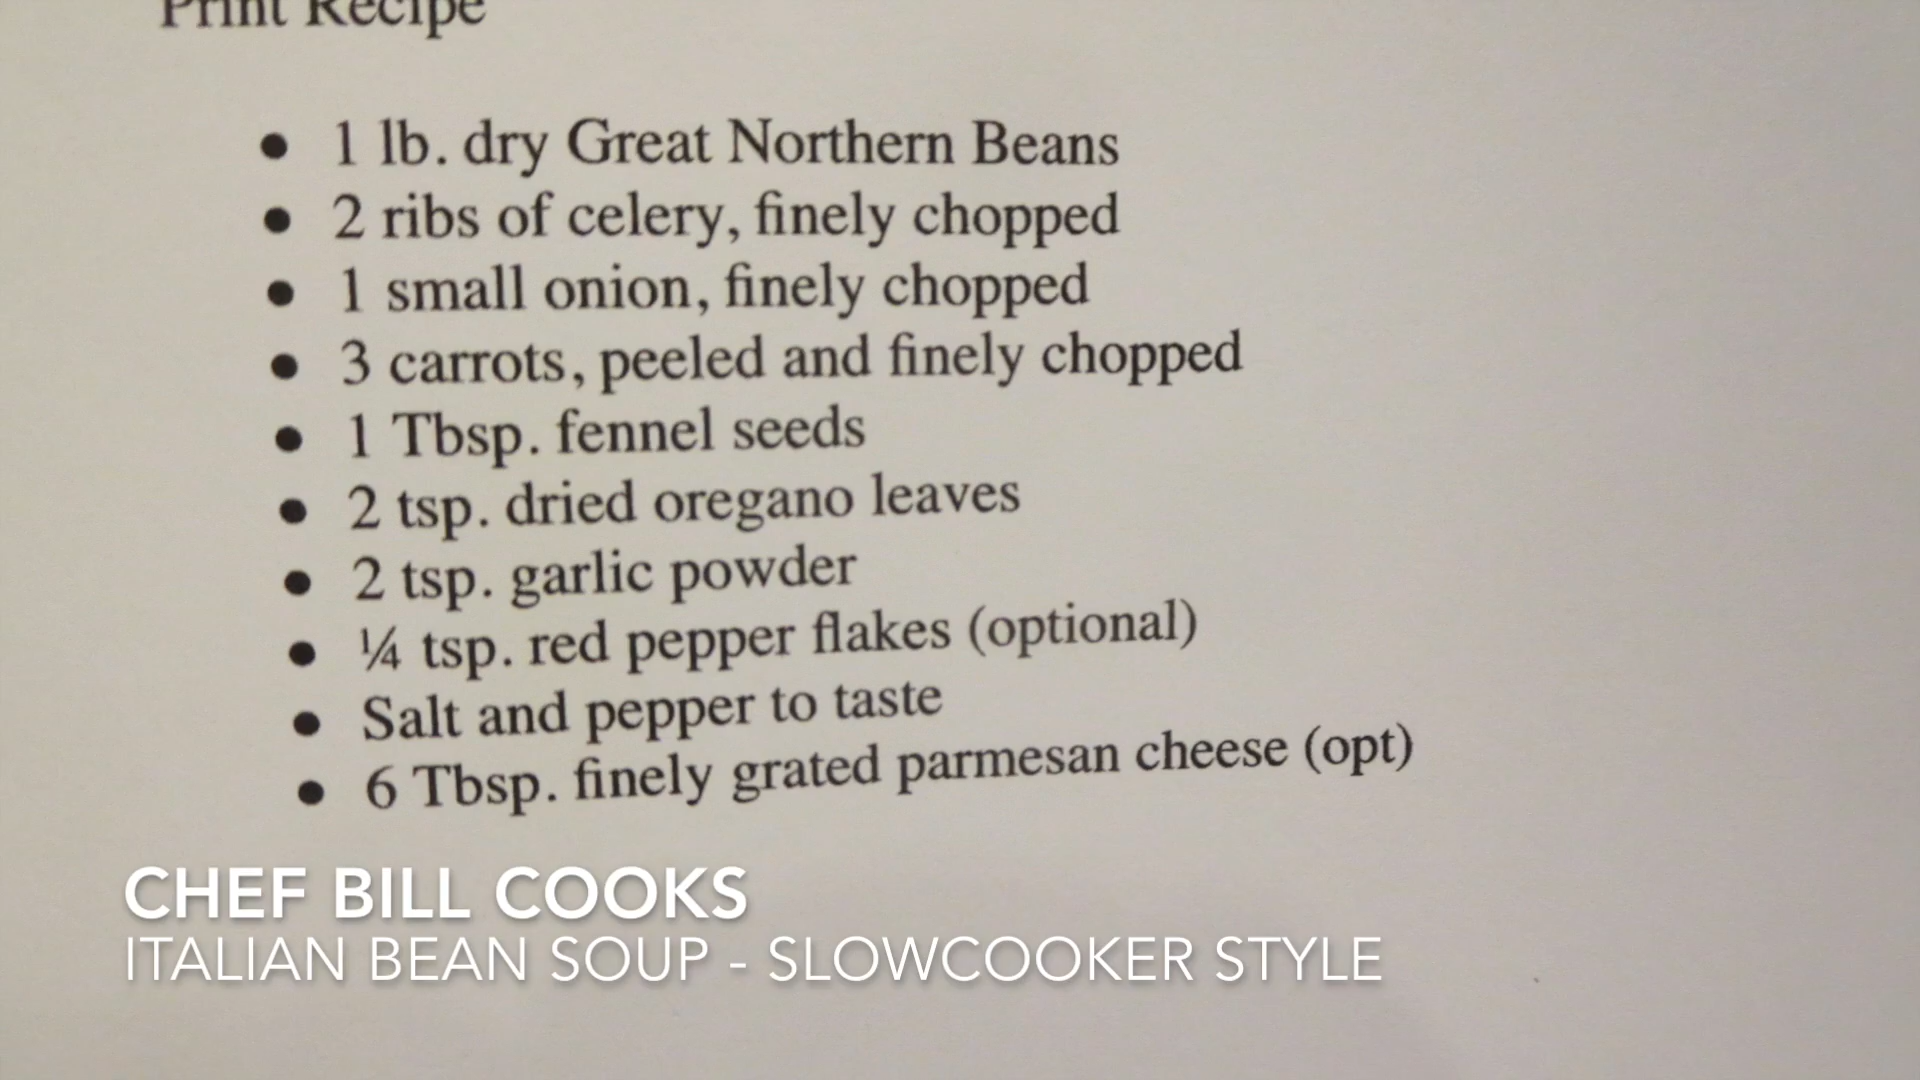 Print Recipe
• 1 lb. dry Great Northern Beans
• 2 ribs of celery, finely chopped
• 1 small onion, finely chopped
• 3 carrots, peeled and finely chopped
• 1 Tbsp. fennel seeds
• 2 tsp. dried oregano leaves
• 2 tsp. garlic powder
• ¼ tsp. red pepper flakes (optional)
• Salt and pepper to taste
• 6 Tbsp. finely grated parmesan cheese (opt)
CHEF BILL COOKS
ITALIAN BEAN SOUP - SLOWCOOKER STYLE